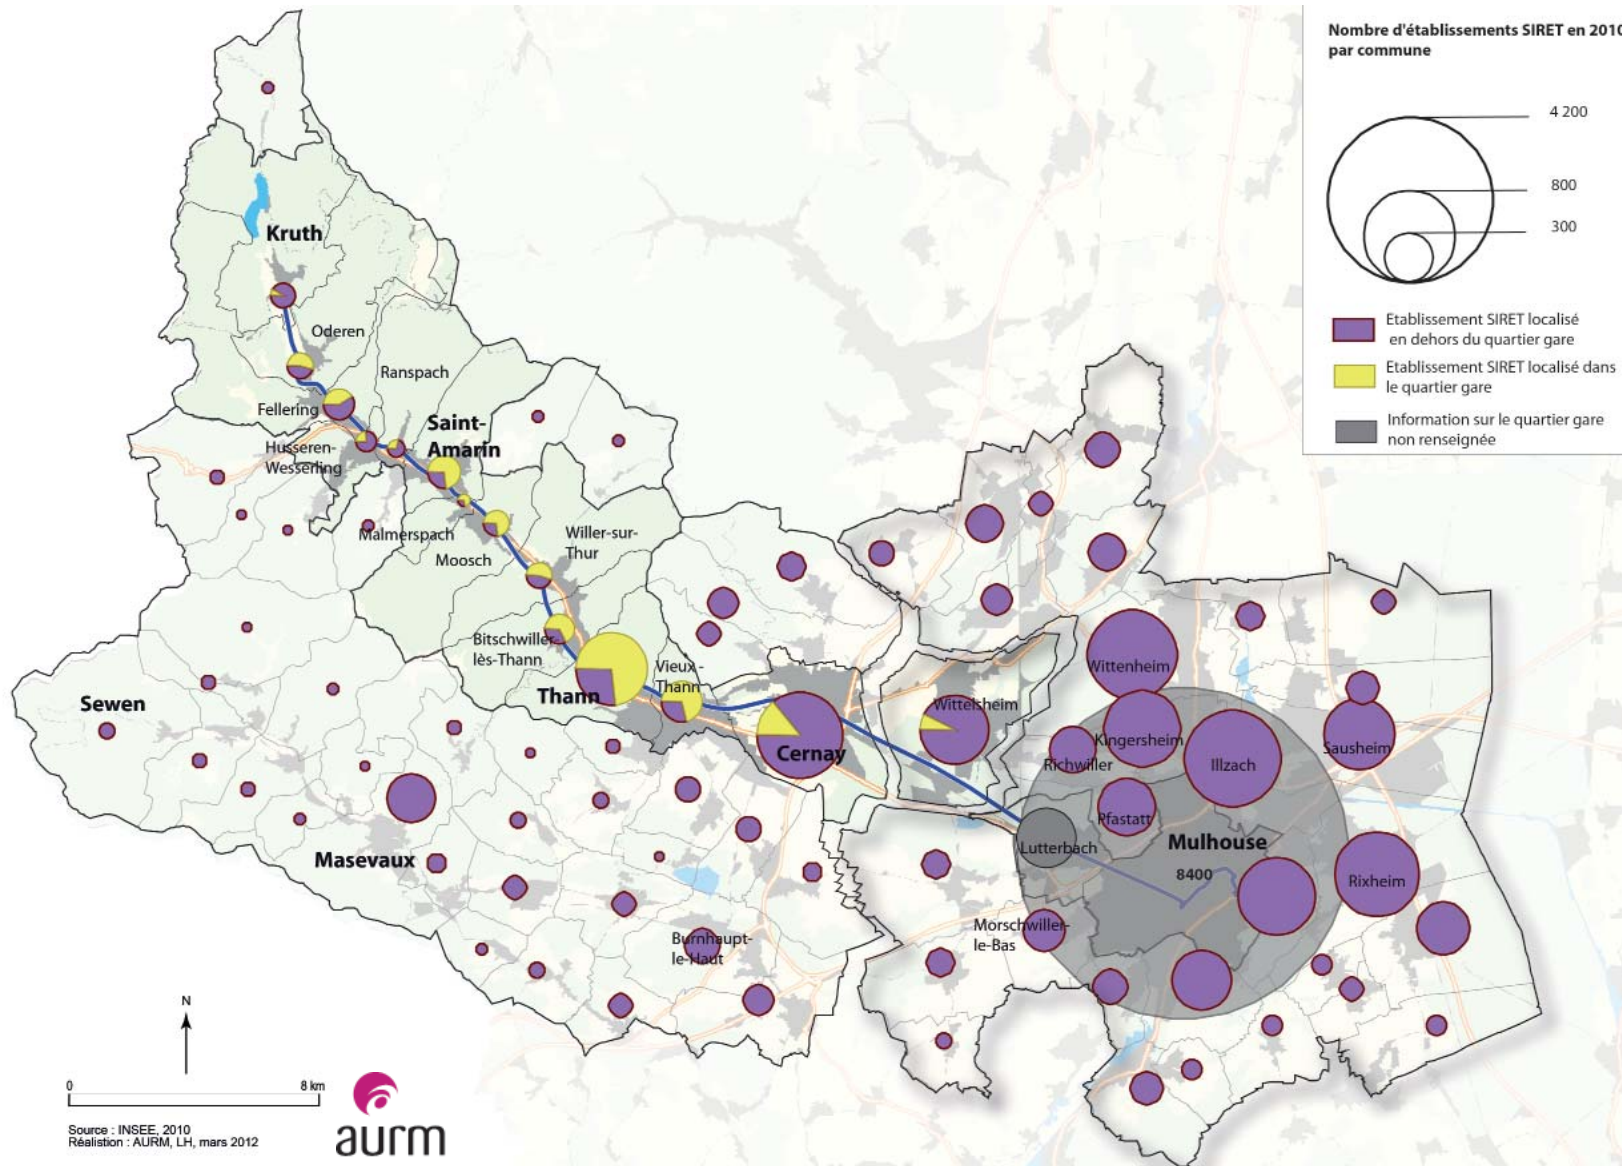 Nombre d'établissements SIRET en 2010
par commune
4 200
800
300
Etablissement SIRET localisé
en dehors du quartier gare
Etablissement SIRET localisé dans
le quartier gare
Information sur le quartier gare
non renseignée
Kruth
Oderen
Ranspach
Fellering
Saint-
Amarin
Husseren-
Wesserling
Malmerspach
Moosch
Willer-sur-
Thur
Bitschwiller-
lès-Thann
Vieux-
Thann
Thann
Sewen
Cernay
Wittelsheim
Wittenheim
Kingersheim
Richwiller
Illzach
Sausheim
Pfastatt
Lutterbach
Mulhouse
8400
Rixheim
Masevaux
Morschwiller-
le-Bas
Burnhaupt-
le-Haut
N
0 8 km
Source : INSEE, 2010
Réalistion : AURM, LH, mars 2012
aurm